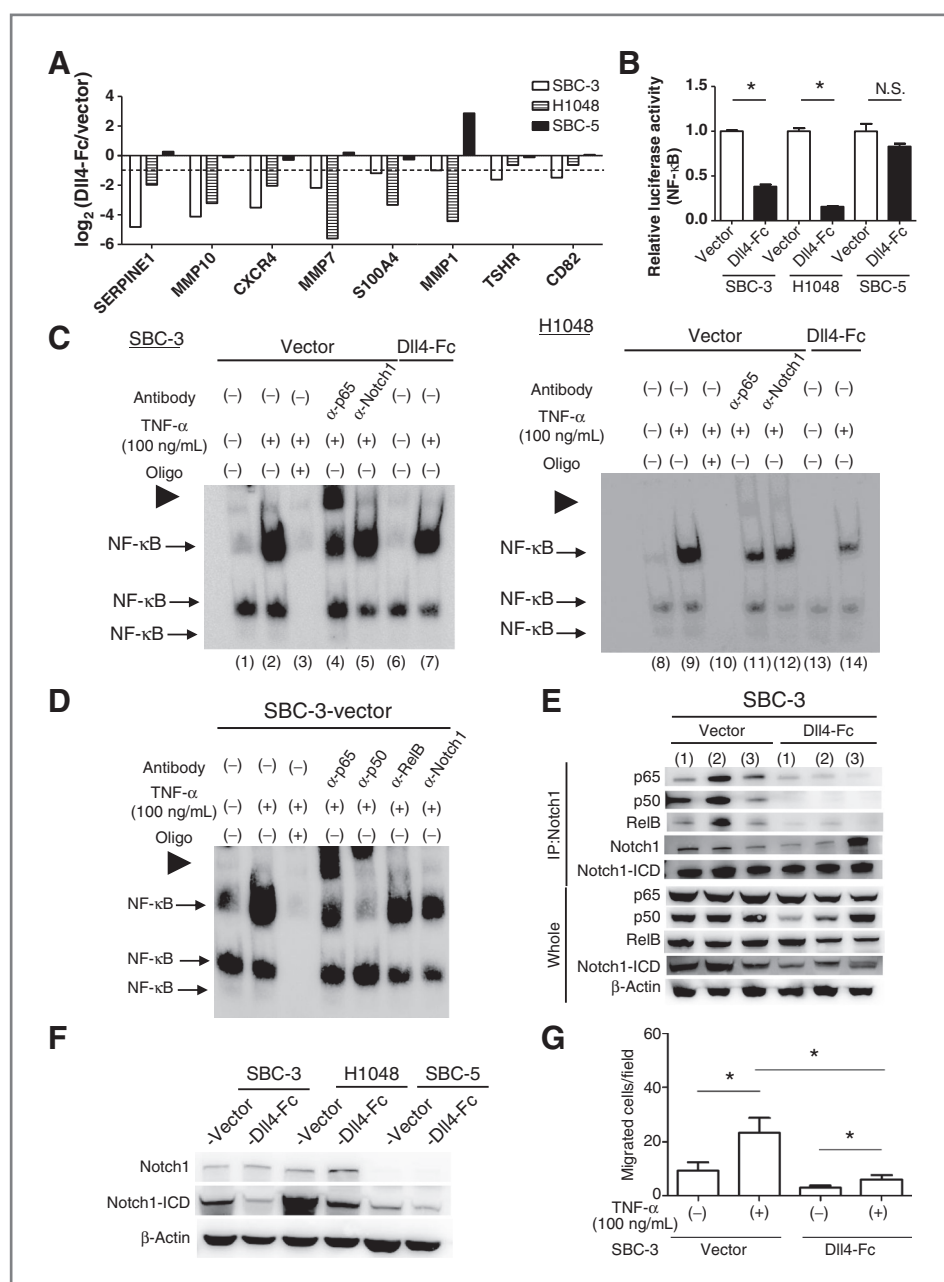 A
log2 (Dll4-Fc/vector)
4
2
0
-2
-4
-6
SBC-3
H1048
SBC-5
SERPINE1
MMP10
CXCR4
MMP7
S100A4
MMP1
TSHR
CD82
B
Relative luciferase activity
(NF-κB)
1.5
1.0
0.5
0.0
* * N.S.
Vector Dll4-Fc Vector Dll4-Fc Vector Dll4-Fc
SBC-3 H1048 SBC-5
C
SBC-3
Vector Dll4-Fc
Antibody (−) (−) (−) α-p65 α-Notch1 (−) (−)
TNF-α
(100 ng/mL) (−) (+) (+) (+) (+) (−) (+)
Oligo (−) (−) (+) (−) (−) (−) (−)
NF-κB
NF-κB
NF-κB
(1) (2) (3) (4) (5) (6) (7)
H1048
Vector Dll4-Fc
Antibody (−) (−) (−) α-p65 α-Notch1 (−) (−)
TNF-α
(100 ng/mL) (−) (+) (+) (+) (+) (−) (+)
Oligo (−) (−) (+) (−) (−) (−) (−)
NF-κB
NF-κB
NF-κB
(8) (9) (10) (11) (12) (13) (14)
D
SBC-3-vector
Antibody (−) (−) (−) α-p65 α-p50 α-RelB α-Notch1
TNF-α
(100 ng/mL) (−) (+) (+) (+) (+) (+) (+)
Oligo (−) (−) (+) (−) (−) (−) (−)
NF-κB
NF-κB
NF-κB
E
SBC-3
Vector Dll4-Fc
(1) (2) (3) (1) (2) (3)
IP:Notch1
p65
p50
RelB
Notch1
Notch1-ICD
Whole
p65
p50
RelB
Notch1-ICD
β-Actin
F
SBC-3 H1048 SBC-5
-Vector -Dll4-Fc -Vector -Dll4-Fc -Vector -Dll4-Fc
Notch1
Notch1-ICD
β-Actin
G
Migrated cells/field
60
40
20
0
* * *
TNF-α
(100 ng/mL) (−) (+) (−) (+)
SBC-3 Vector Dll4-Fc